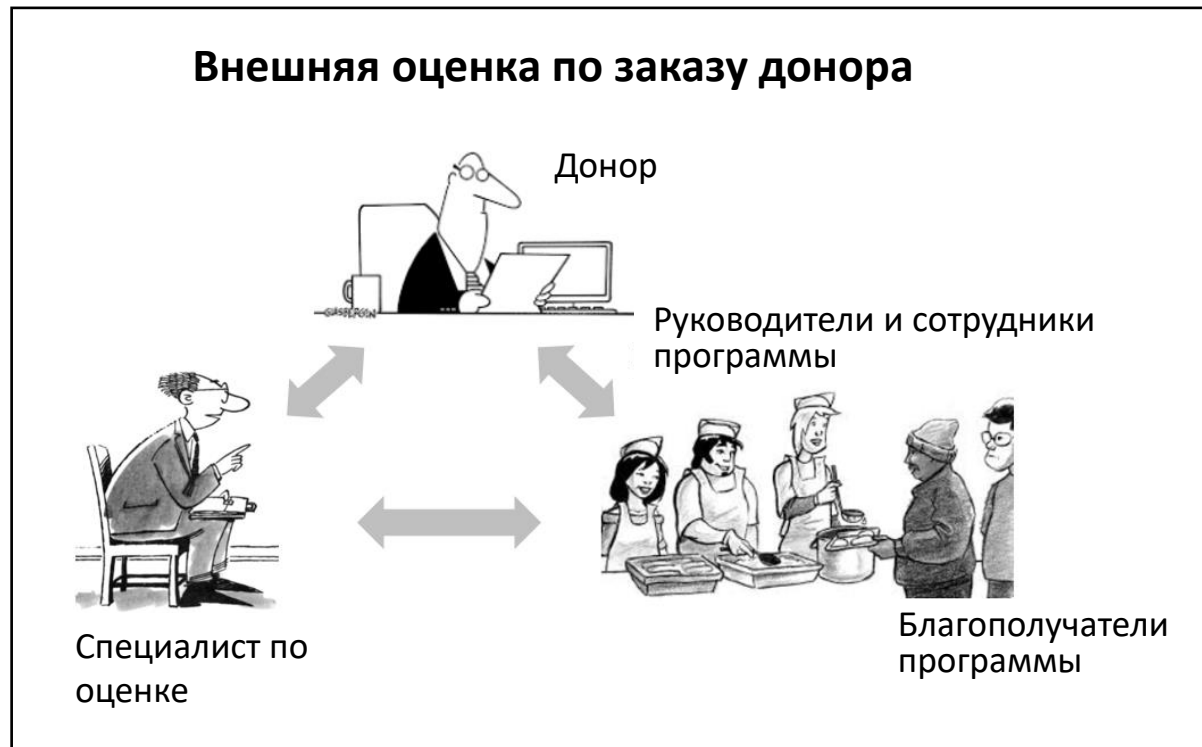 Внешняя оценка по заказу донора
Донор
Руководители и сотрудники
программы
Специалист по
оценке
Благополучатели
программы